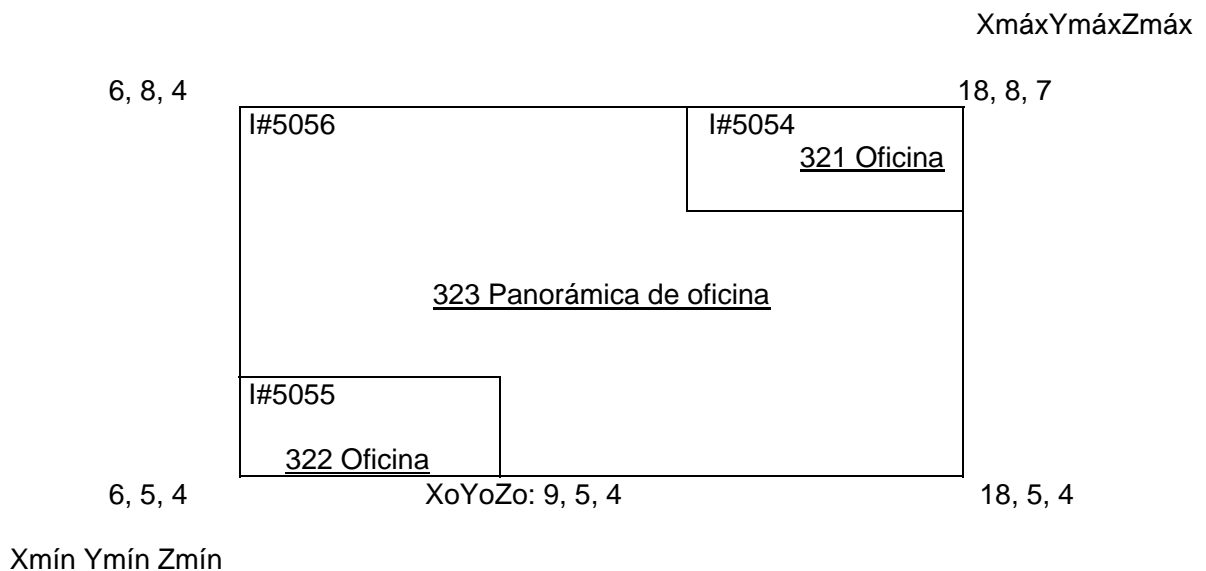 XmáxYmáxZmáx
6, 8, 4
18, 8, 7
I#5056
I#5054
321 Oficina
323 Panorámica de oficina
I#5055
322 Oficina
6, 5, 4
XoYoZo: 9, 5, 4
18, 5, 4
Xmín Ymín Zmín